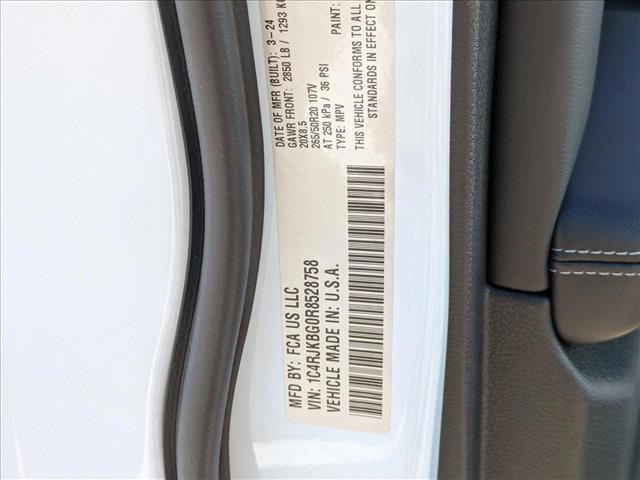 MFD BY: FCA US LLC
DATE OF MFR (BUILT): 3-24
GAWR FRONT: 2850 LB / 1293 K
20X8.5
265/50R20 107V
AT 250 kPa / 36 PSI
TYPE: MPV
PAINT:
THIS VEHICLE CONFORMS TO ALL
STANDARDS IN EFFECT ON
VIN: 1C4RJKBG0R8528758
VEHICLE MADE IN: U.S.A.